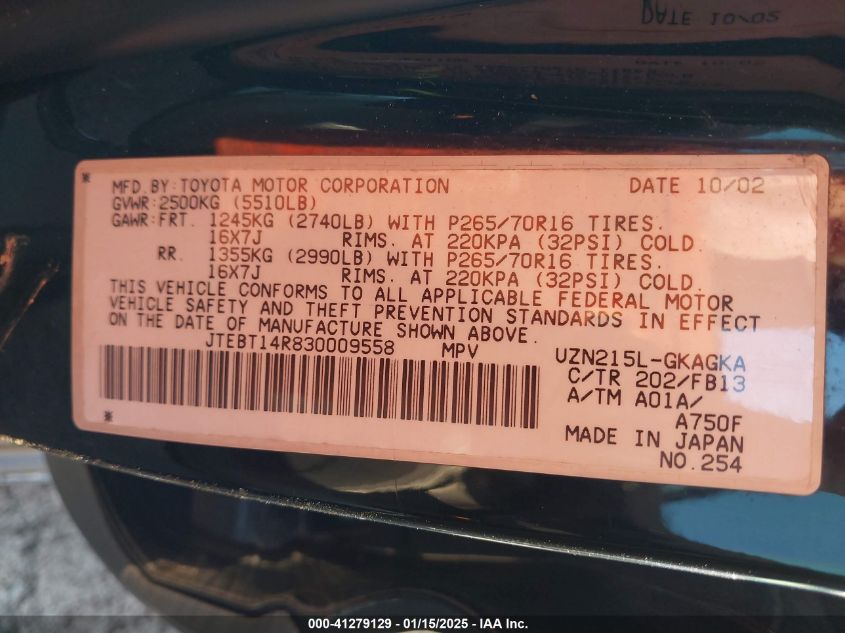 DATE 10/02
MFD. BY: TOYOTA MOTOR CORPORATION DATE 10/02
GVWR: 2500KG (5510LB)
GAWR: FRT. 1245KG (2740LB) WITH P265/70R16 TIRES.
16X7J RIMS. AT 220KPA (32PSI) COLD.
RR. 1355KG (2990LB) WITH P265/70R16 TIRES.
16X7J RIMS. AT 220KPA (32PSI) COLD.
THIS VEHICLE CONFORMS TO ALL APPLICABLE FEDERAL MOTOR
VEHICLE SAFETY AND THEFT PREVENTION STANDARDS IN EFFECT
ON THE DATE OF MANUFACTURE SHOWN ABOVE.
JTEBT14R830009558 MPV UZN215L-GKAGKA
C/TR 202/FB13
A/TM A01A/
A750F
MADE IN JAPAN
NO.254
000-41279129 - 01/15/2025 - IAA Inc.